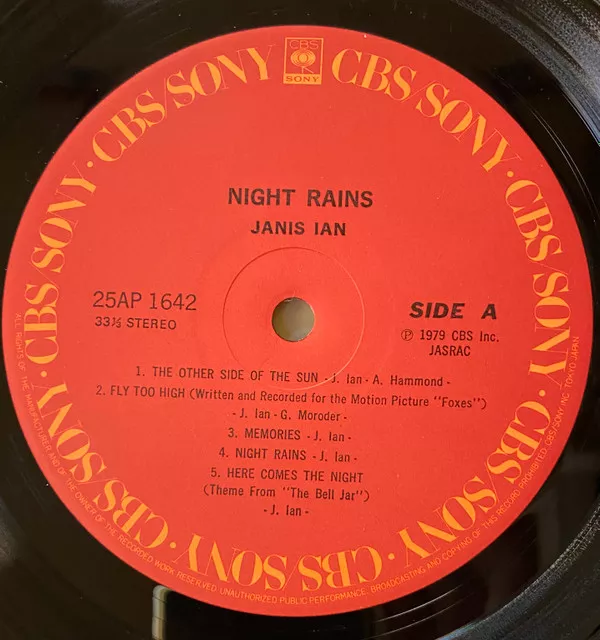 CBS/SONY · CBS/SONY · CBS/SONY · CBS/SONY · CBS/SONY · CBS/SONY · CBS/SONY · CBS/SONY
CBS
SONY
NIGHT RAINS
JANIS IAN
25AP 1642
33⅓ STEREO
SIDE A
Ⓟ 1979 CBS Inc.
JASRAC
1. THE OTHER SIDE OF THE SUN - J. Ian - A. Hammond -
2. FLY TOO HIGH (Written and Recorded for the Motion Picture "Foxes")
- J. Ian - G. Moroder -
3. MEMORIES - J. Ian -
4. NIGHT RAINS - J. Ian -
5. HERE COMES THE NIGHT
(Theme From "The Bell Jar")
- J. Ian -
ALL RIGHTS OF THE MANUFACTURER AND OF THE OWNER OF THE RECORDED WORK RESERVED. UNAUTHORIZED PUBLIC PERFORMANCE, BROADCASTING AND COPYING OF THIS RECORD PROHIBITED CBS/SONY INC TOKYO JAPAN